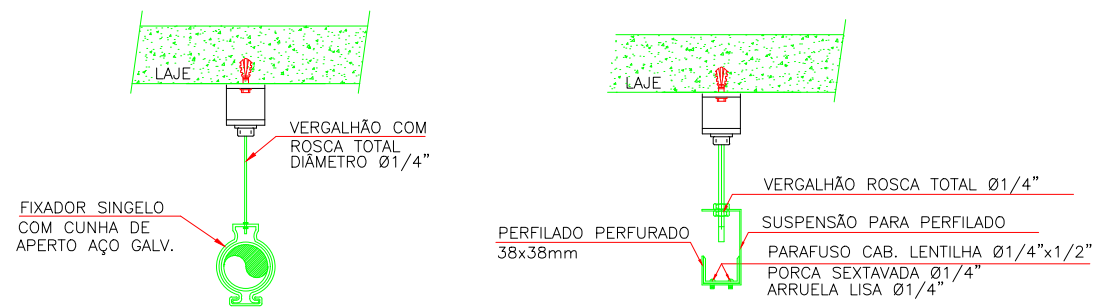 LAJE
VERGALHÃO COM
ROSCA TOTAL
DIÂMETRO Ø1/4”
FIXADOR SINGELO
COM CUNHA DE
APERTO AÇO GALV.
LAJE
VERGALHÃO ROSCA TOTAL Ø1/4”
SUSPENSÃO PARA PERFILADO
PERFILADO PERFURADO
38x38mm
PARAFUSO CAB. LENTILHA Ø1/4”x1/2”
PORCA SEXTAVADA Ø1/4”
ARRUELA LISA Ø1/4”